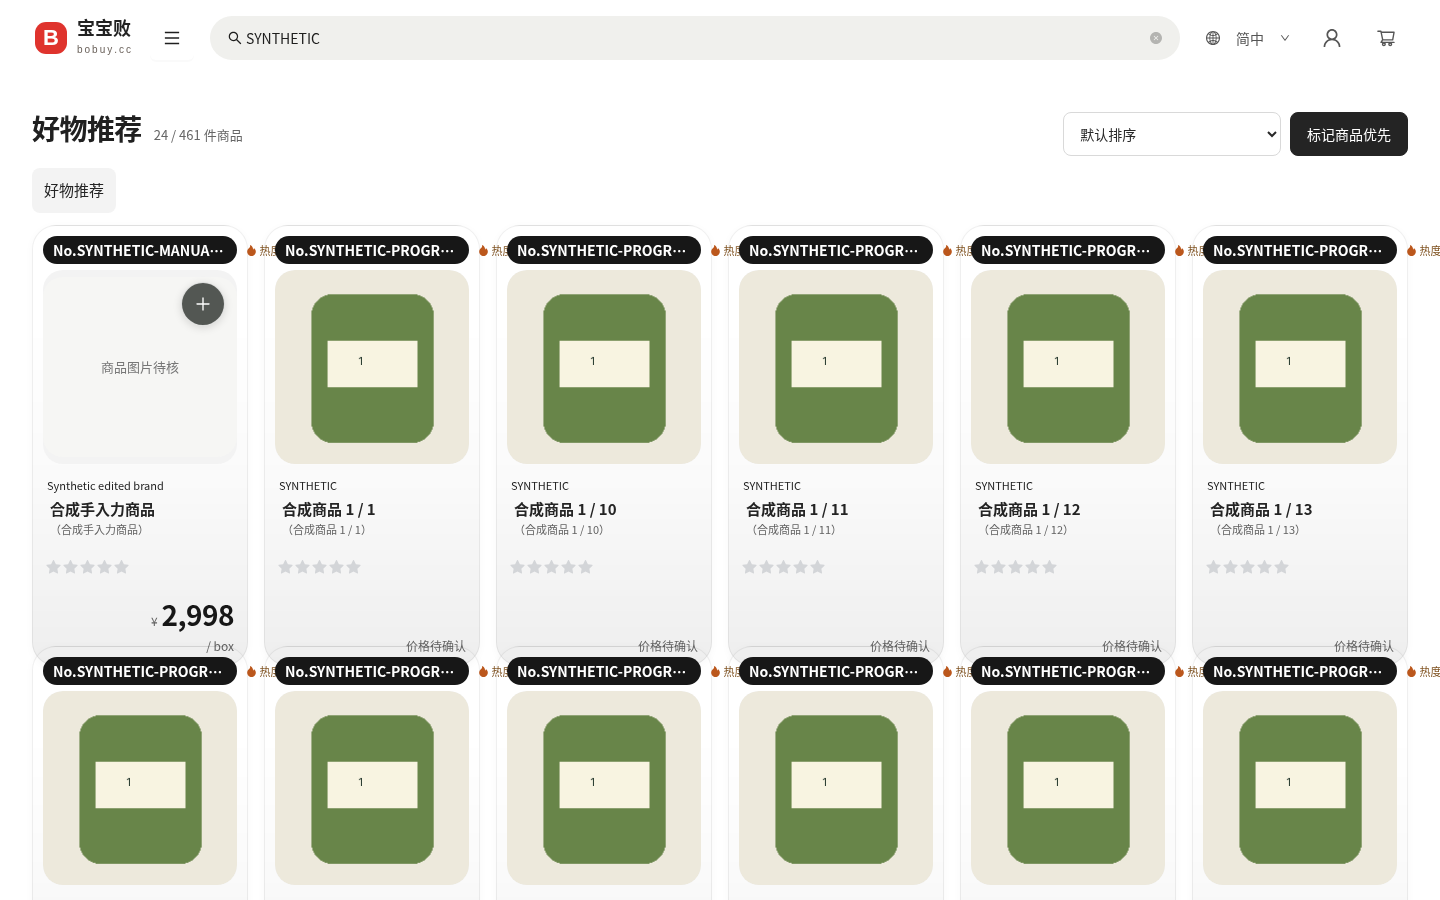 B 宝宝败
bobuy.cc
SYNTHETIC
简中
好物推荐 24 / 461 件商品
默认排序
标记商品优先
好物推荐
No.SYNTHETIC-MANUA··· 热
No.SYNTHETIC-PROGR··· 热
No.SYNTHETIC-PROGR··· 热
No.SYNTHETIC-PROGR··· 热
No.SYNTHETIC-PROGR··· 热
No.SYNTHETIC-PROGR··· 热度
商品图片待核
1
1
1
1
1
Synthetic edited brand
合成手入力商品
（合成手入力商品）
¥ 2,998
/ box
SYNTHETIC
合成商品 1 / 1
（合成商品 1 / 1）
价格待确认
SYNTHETIC
合成商品 1 / 10
（合成商品 1 / 10）
价格待确认
SYNTHETIC
合成商品 1 / 11
（合成商品 1 / 11）
价格待确认
SYNTHETIC
合成商品 1 / 12
（合成商品 1 / 12）
价格待确认
SYNTHETIC
合成商品 1 / 13
（合成商品 1 / 13）
价格待确认
No.SYNTHETIC-PROGR··· 热
No.SYNTHETIC-PROGR··· 热
No.SYNTHETIC-PROGR··· 热
No.SYNTHETIC-PROGR··· 热
No.SYNTHETIC-PROGR··· 热
No.SYNTHETIC-PROGR··· 热度
1
1
1
1
1
1